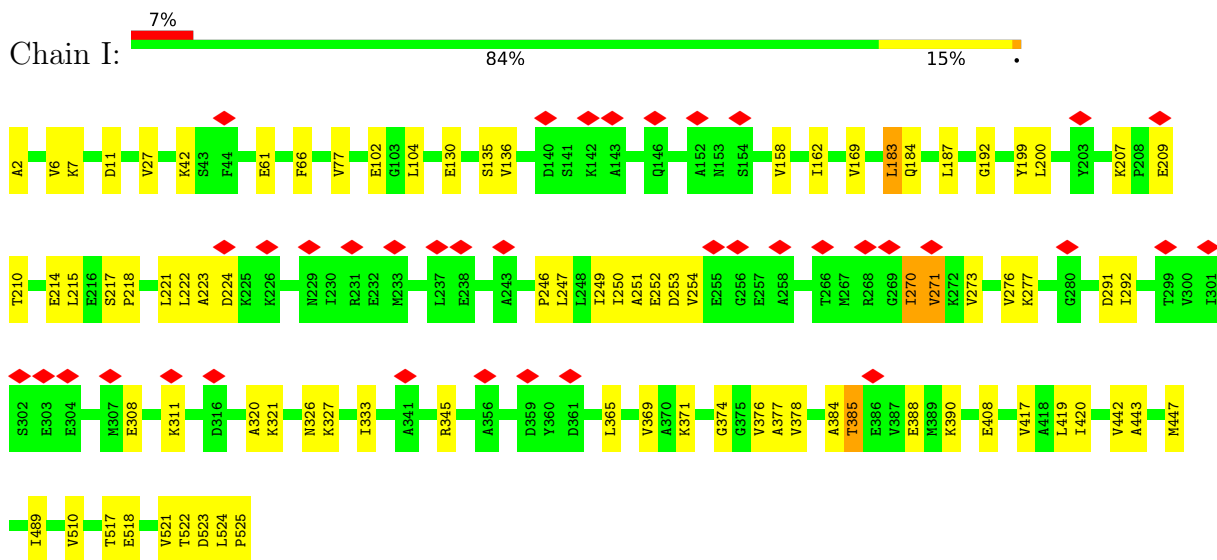 7%
Chain I:
84% 15% •
A2 V6 K7 D11 V27 K42 S43 F44 E61 F66 V77 E102 G103 L104 E130 S135 V136 D140 S141 K142 A143 Q146 A152 N153 S154 V158 I162 V169 L183 Q184 L187 G192 Y199 L200 Y203 K207 P208 E209
T210 E214 L215 E216 S217 P218 L221 L222 A223 D224 K225 K226 N229 I230 R231 E232 M233 L237 E238 A243 P246 L247 L248 I249 I250 A251 E252 D253 V254 E255 G256 E257 A258 T266 M267 R268 G269 I270 V271 K272 V273 V276 K277 G280 D291 I292 T299 V300 I301
S302 E303 E304 M307 E308 K311 D316 A320 K321 N326 K327 I333 A341 R345 A356 D359 Y360 D361 L365 V369 A370 K371 G374 G375 V376 A377 V378 A384 T385 E386 V387 E388 M389 K390 E408 V417 A418 L419 I420 V442 A443 M447
I489 V510 T517 E518 V521 T522 D523 L524 P525